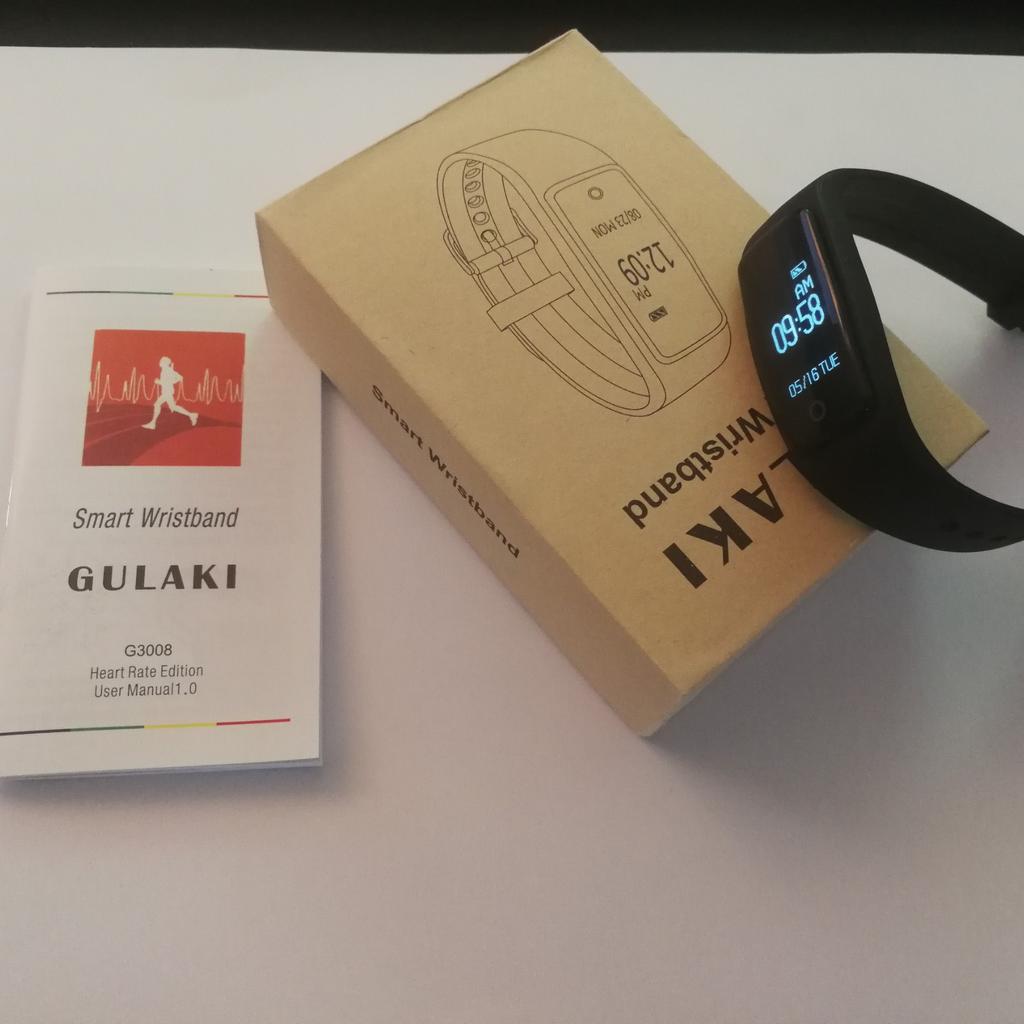 Smart Wristband
GULAKI
G3008
Heart Rate Edition
User Manual1.0
08/23 MON
12:09
PM
Smart Wristband
Wristband
LAKI
AM
09:58
05/16 TUE